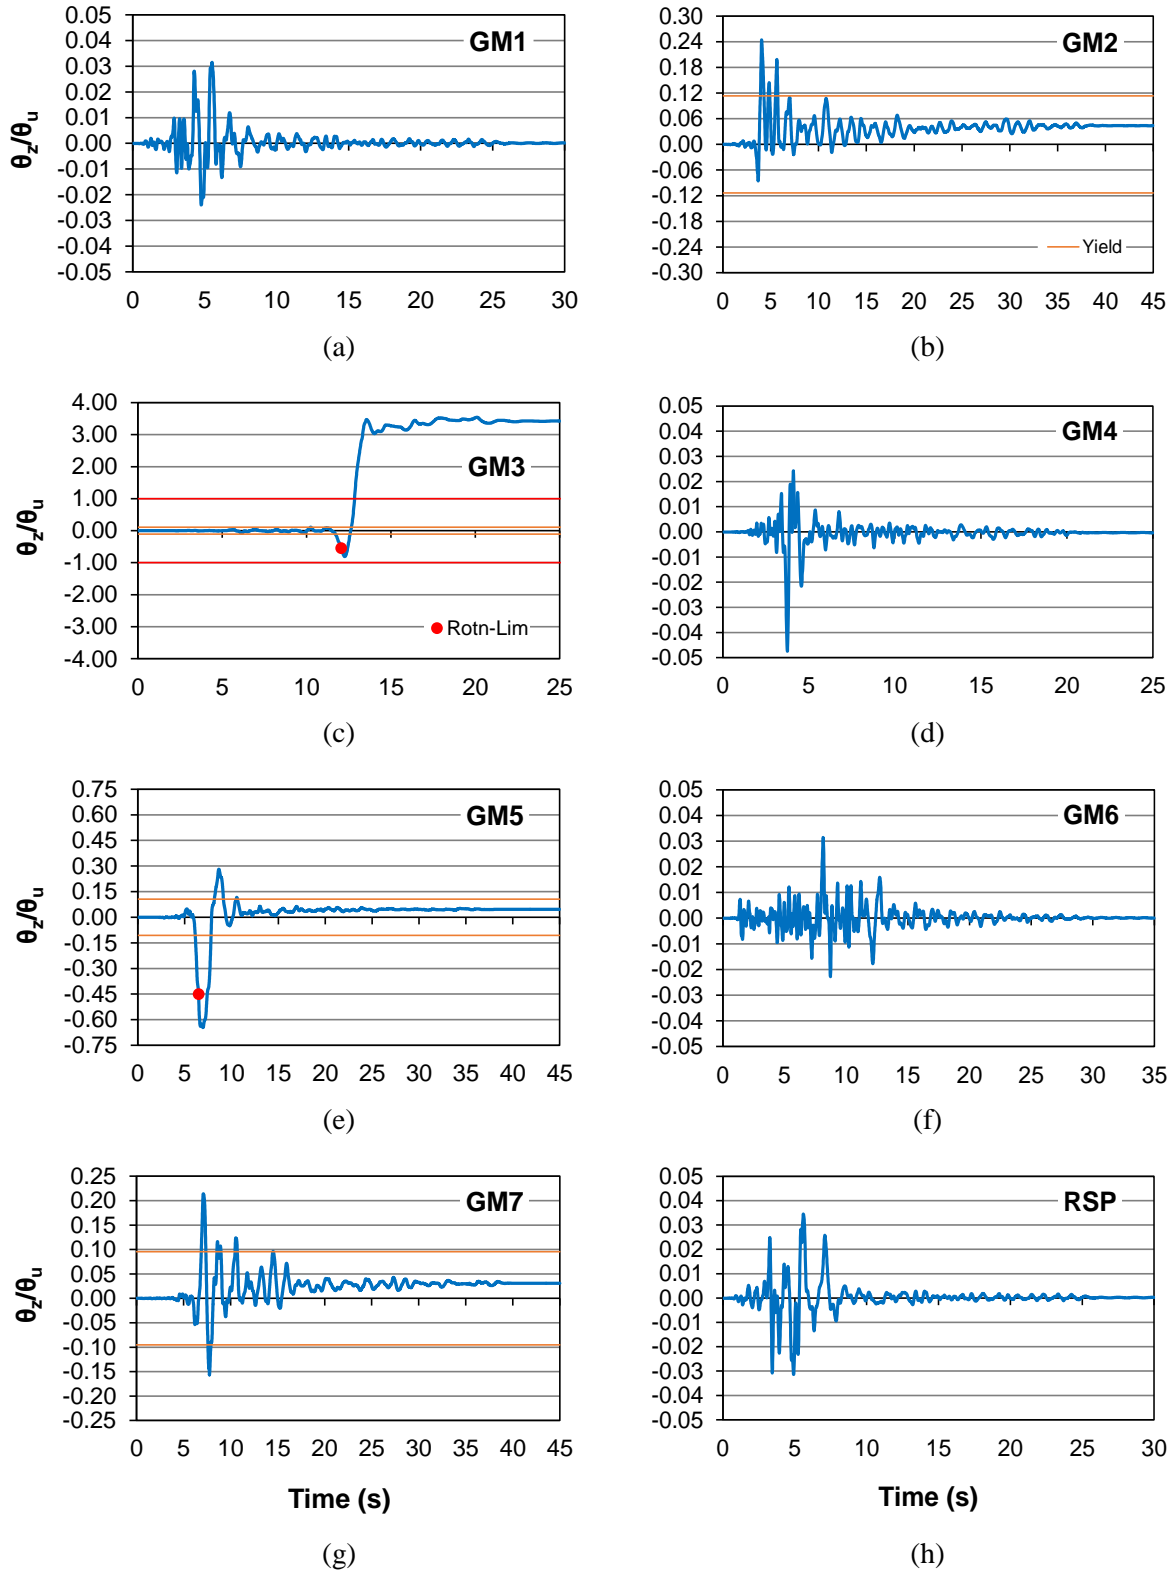 0.05
0.04
0.03
0.02
0.01
0.00
-0.01
-0.02
-0.03
-0.04
-0.05
θz/θu
GM1
0 5 10 15 20 25 30
(a)
0.30
0.24
0.18
0.12
0.06
0.00
-0.06
-0.12
-0.18
-0.24
-0.30
GM2
Yield
0 5 10 15 20 25 30 35 40 45
(b)
4.00
3.00
2.00
1.00
0.00
-1.00
-2.00
-3.00
-4.00
θz/θu
GM3
Rotn-Lim
0 5 10 15 20 25
(c)
0.05
0.04
0.03
0.02
0.01
0.00
-0.01
-0.02
-0.03
-0.04
-0.05
GM4
0 5 10 15 20 25
(d)
0.75
0.60
0.45
0.30
0.15
0.00
-0.15
-0.30
-0.45
-0.60
-0.75
θz/θu
GM5
0 5 10 15 20 25 30 35 40 45
(e)
0.05
0.04
0.03
0.02
0.01
0.00
-0.01
-0.02
-0.03
-0.04
-0.05
GM6
0 5 10 15 20 25 30 35
(f)
0.25
0.20
0.15
0.10
0.05
0.00
-0.05
-0.10
-0.15
-0.20
-0.25
θz/θu
GM7
0 5 10 15 20 25 30 35 40 45
Time (s)
(g)
0.05
0.04
0.03
0.02
0.01
0.00
-0.01
-0.02
-0.03
-0.04
-0.05
RSP
0 5 10 15 20 25 30
Time (s)
(h)